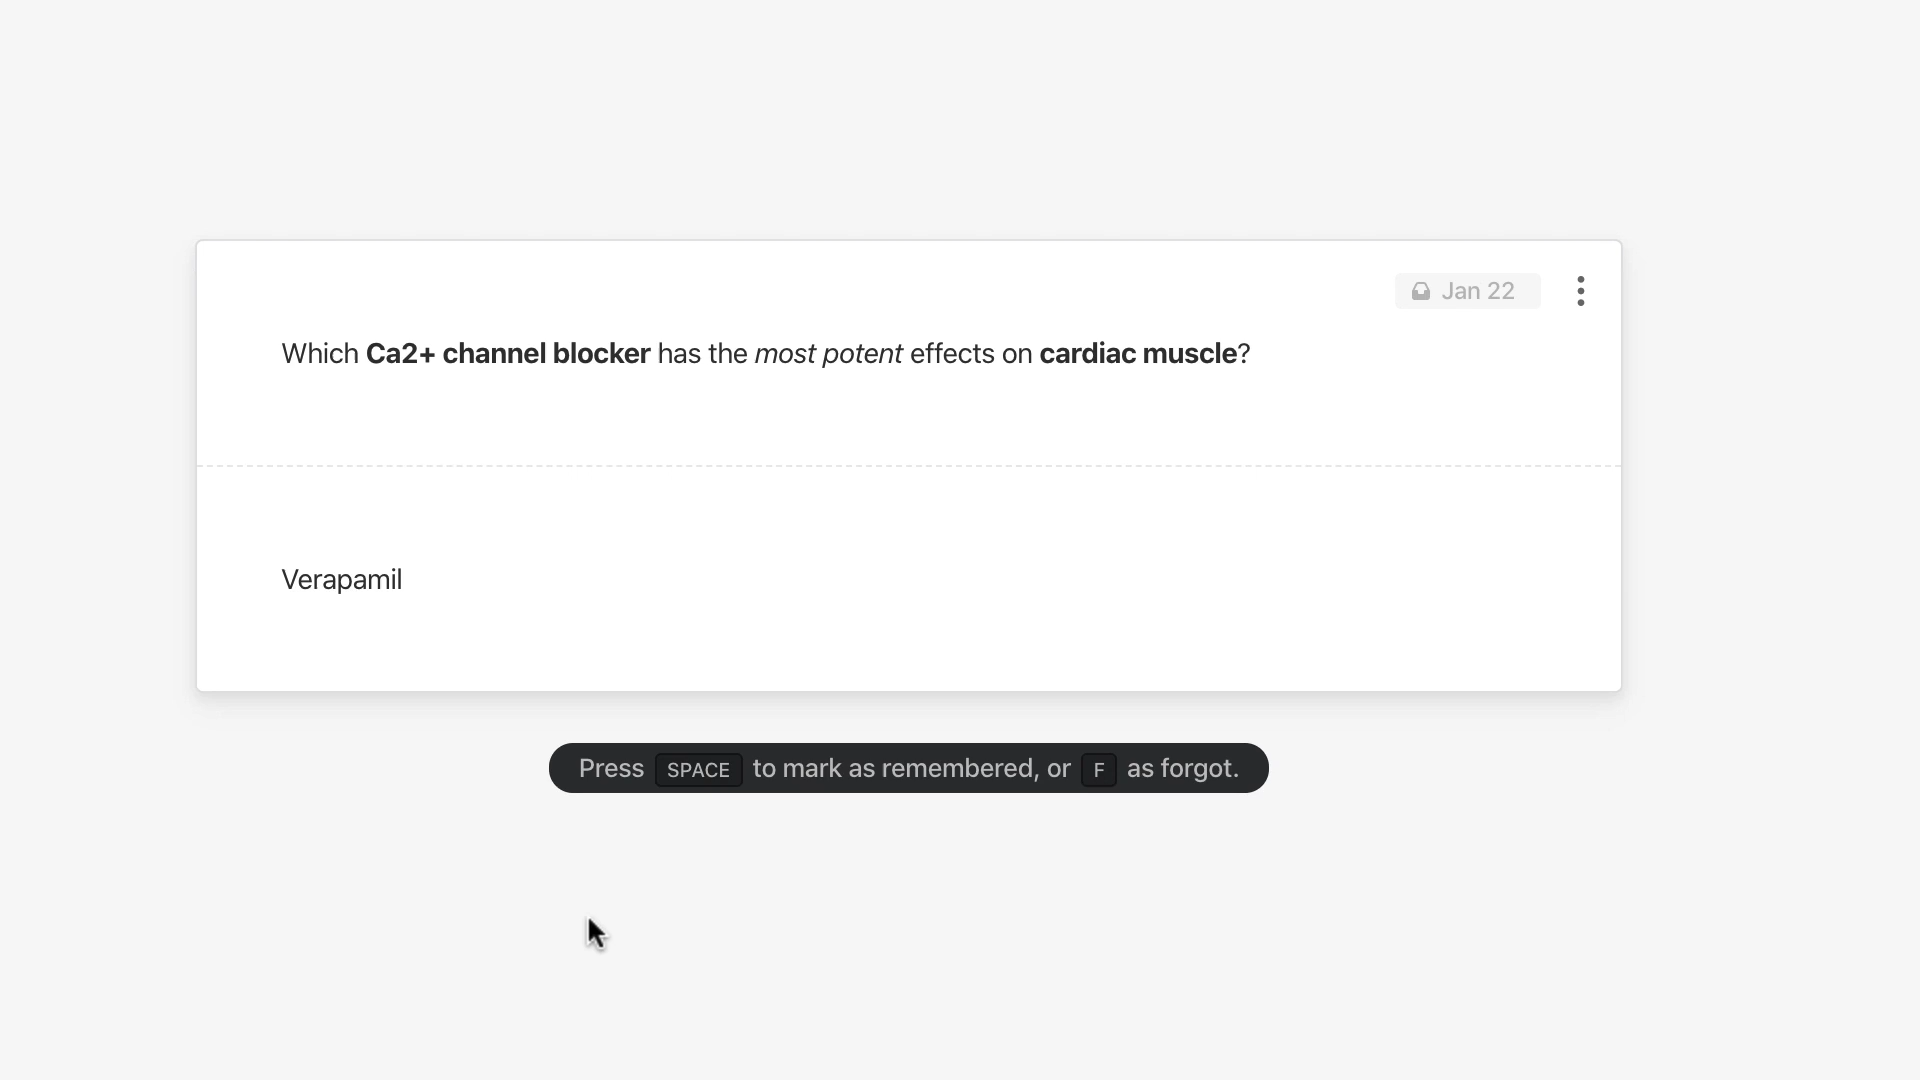 Jan 22
Which Ca2+ channel blocker has the most potent effects on cardiac muscle?
Verapamil
Press SPACE to mark as remembered, or F as forgot.